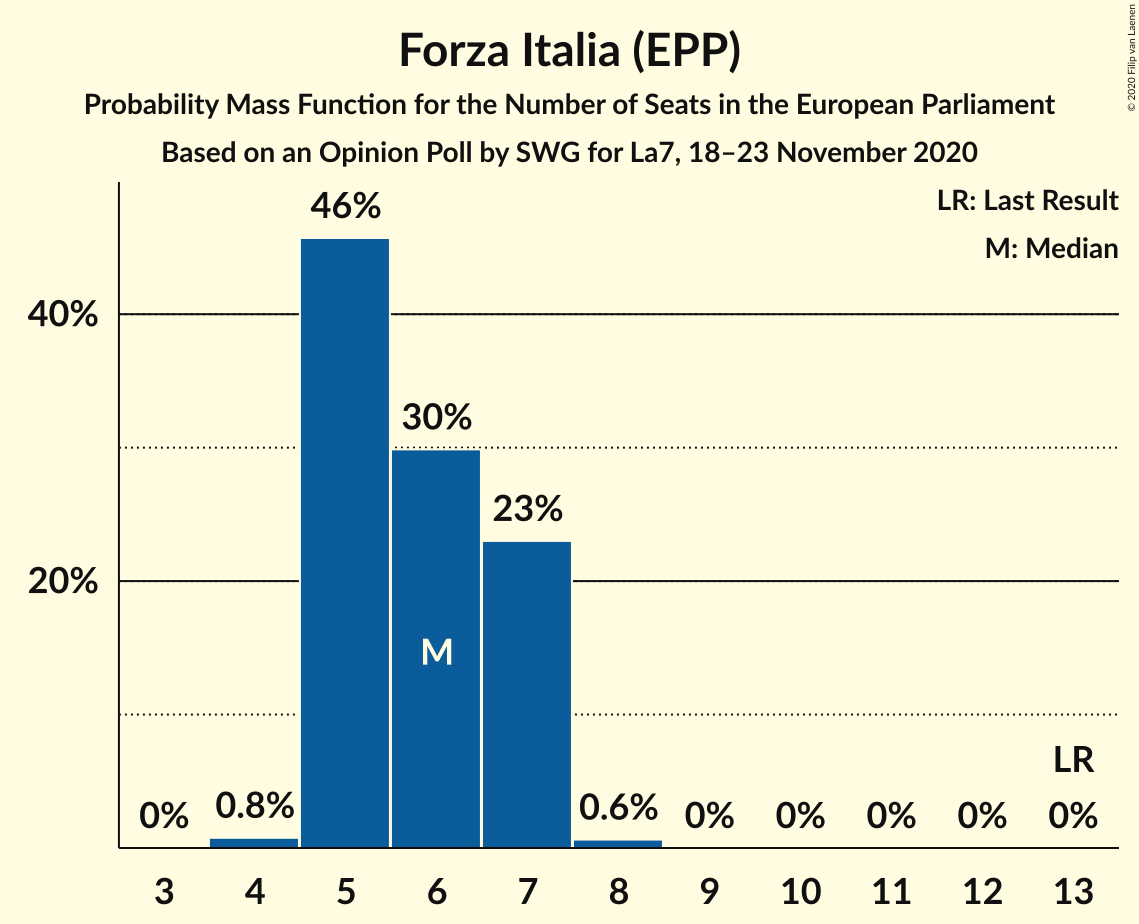 Forza Italia (EPP)
Probability Mass Function for the Number of Seats in the European Parliament
Based on an Opinion Poll by SWG for La7, 18–23 November 2020
© 2020 Filip van Laenen
LR: Last Result
M: Median
46%
40%
30%
23%
20%
M
LR
0% 0.8% 0.6% 0% 0% 0% 0% 0%
3 4 5 6 7 8 9 10 11 12 13